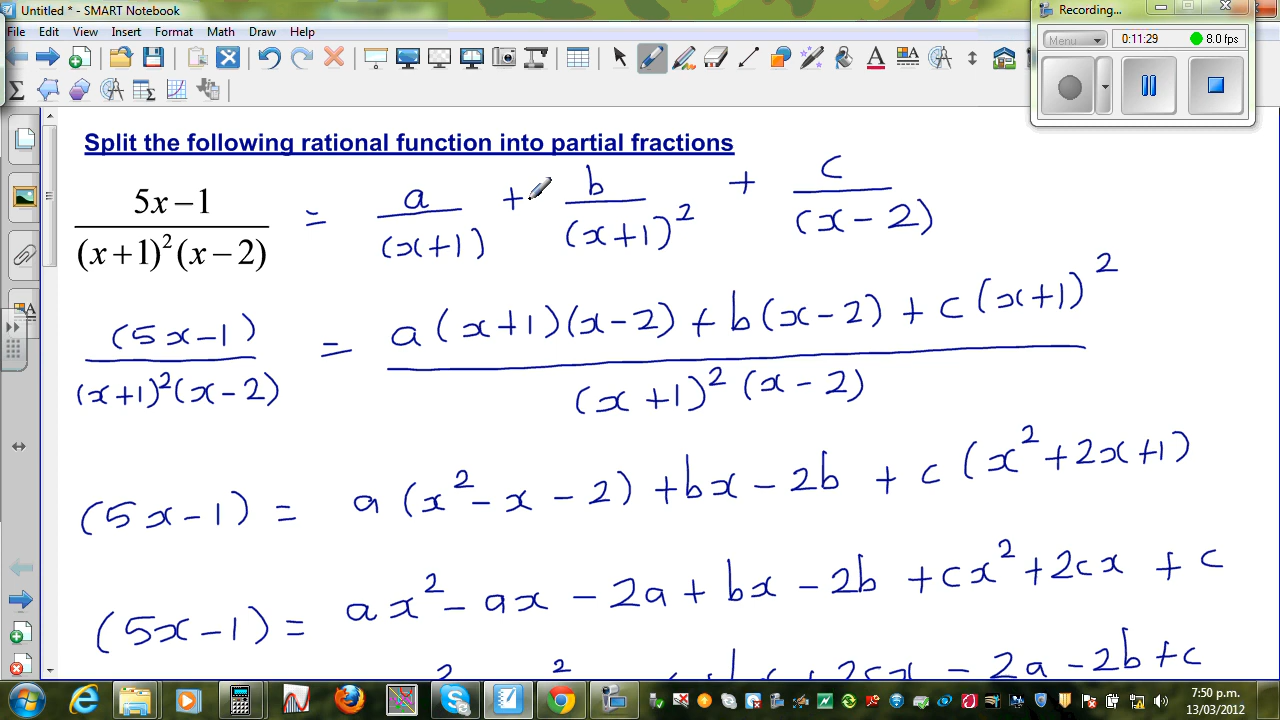 Untitled * - SMART Notebook
Recording...
File Edit View Insert Format Math Draw Help
Menu 0:11:29 8.0 fps
Split the following rational function into partial fractions
5x−1 / (x+1)²(x−2) = a/(x+1) + b/(x+1)² + c/(x−2)
(5x−1)/(x+1)²(x−2) = a(x+1)(x−2)+b(x−2)+c(x+1)² / (x+1)²(x−2)
(5x−1) = a(x²−x−2)+bx−2b+c(x²+2x+1)
(5x−1) = ax²−ax−2a+bx−2b+cx²+2cx+c
− 2a − 2b + c
7:50 p.m.
13/03/2012